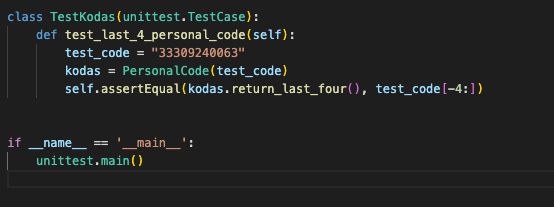 class TestKodas(unittest.TestCase):
    def test_last_4_personal_code(self):
        test_code = "33309240063"
        kodas = PersonalCode(test_code)
        self.assertEqual(kodas.return_last_four(), test_code[-4:])
if __name__ == '__main__':
    unittest.main()